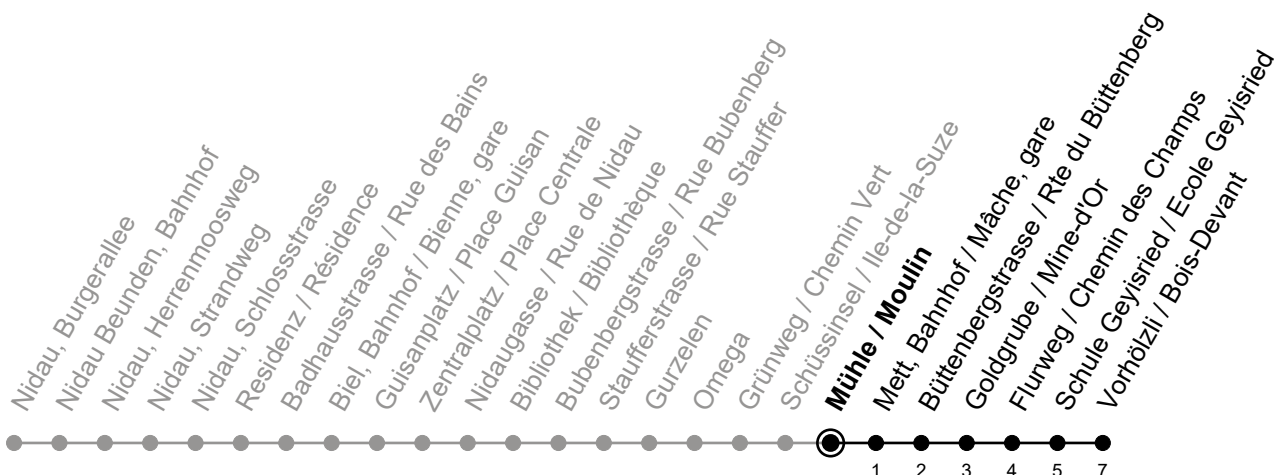 Nidau, Burgerallee
Nidau Beunden, Bahnhof
Nidau, Herrenmoosweg
Nidau, Strandweg
Nidau, Schlossstrasse
Residenz / Résidence
Badhausstrasse / Rue des Bains
Biel, Bahnhof / Bienne, gare
Guisanplatz / Place Guisan
Zentralplatz / Place Centrale
Nidaugasse / Rue de Nidau
Bibliothek / Bibliothèque
Bubenbergstrasse / Rue Bubenberg
Staufferstrasse / Rue Stauffer
Gurzelen
Omega
Grünweg / Chemin Vert
Schüssinsel / Ile-de-la-Suze
Mühle / Moulin
Mett, Bahnhof / Mâche, gare
Büttenbergstrasse / Rte du Büttenberg
Goldgrube / Mine-d'Or
Flurweg / Chemin des Champs
Schule Geyisried / Ecole Geyisried
Vorhölzli / Bois-Devant
1 2 3 4 5 7